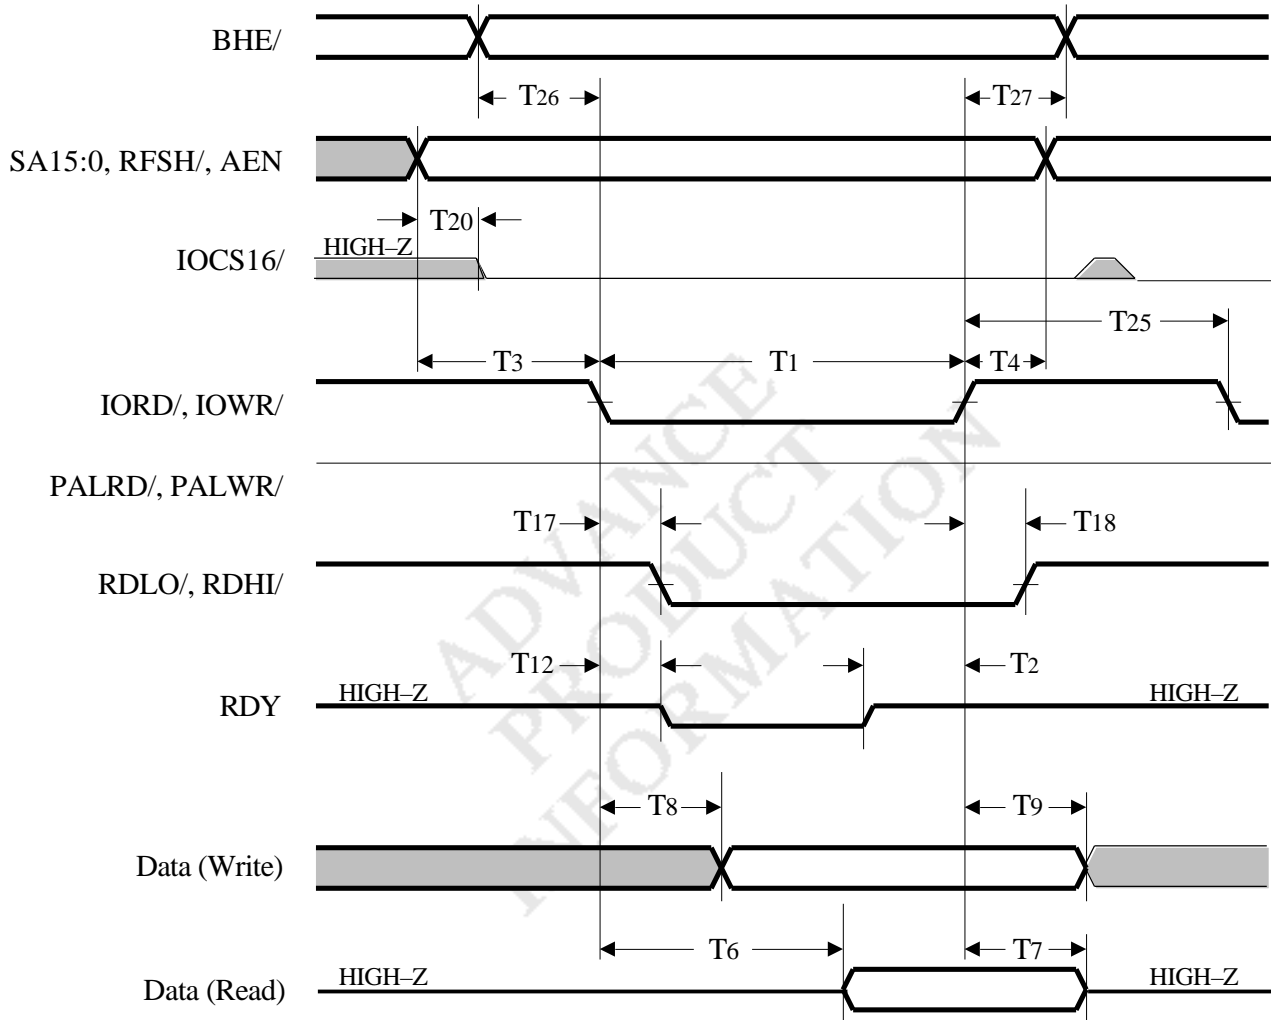 BHE/
T26
T27
SA15:0, RFSH/, AEN
T20
HIGH–Z
IOCS16/
T25
T3
T1
T4
IORD/, IOWR/
PALRD/, PALWR/
T17
T18
RDLO/, RDHI/
T12
T2
HIGH–Z
HIGH–Z
RDY
T8
T9
Data (Write)
T6
T7
HIGH–Z
HIGH–Z
Data (Read)
ADVANCE
PRODUCT
INFORMATION